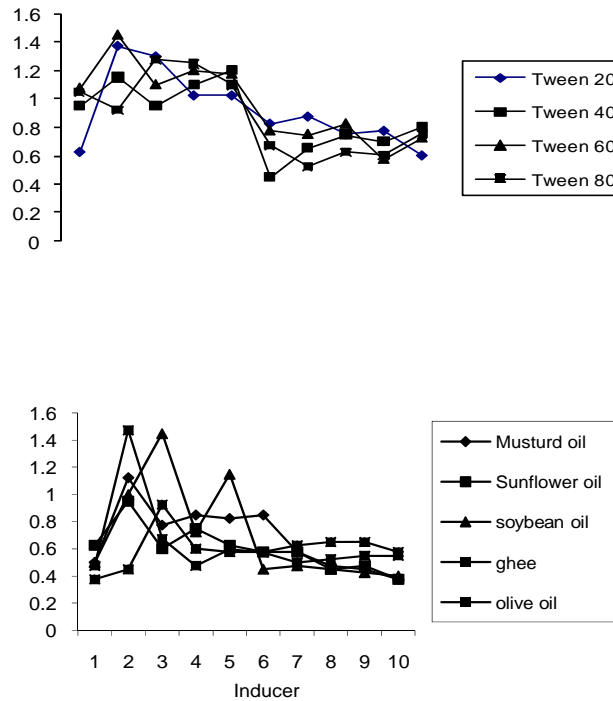 1.6
1.4
1.2
1
0.8
0.6
0.4
0.2
0
Tween 20
Tween 40
Tween 60
Tween 80
1.6
1.4
1.2
1
0.8
0.6
0.4
0.2
0
1 2 3 4 5 6 7 8 9 10
Inducer
Musturd oil
Sunflower oil
soybean oil
ghee
olive oil